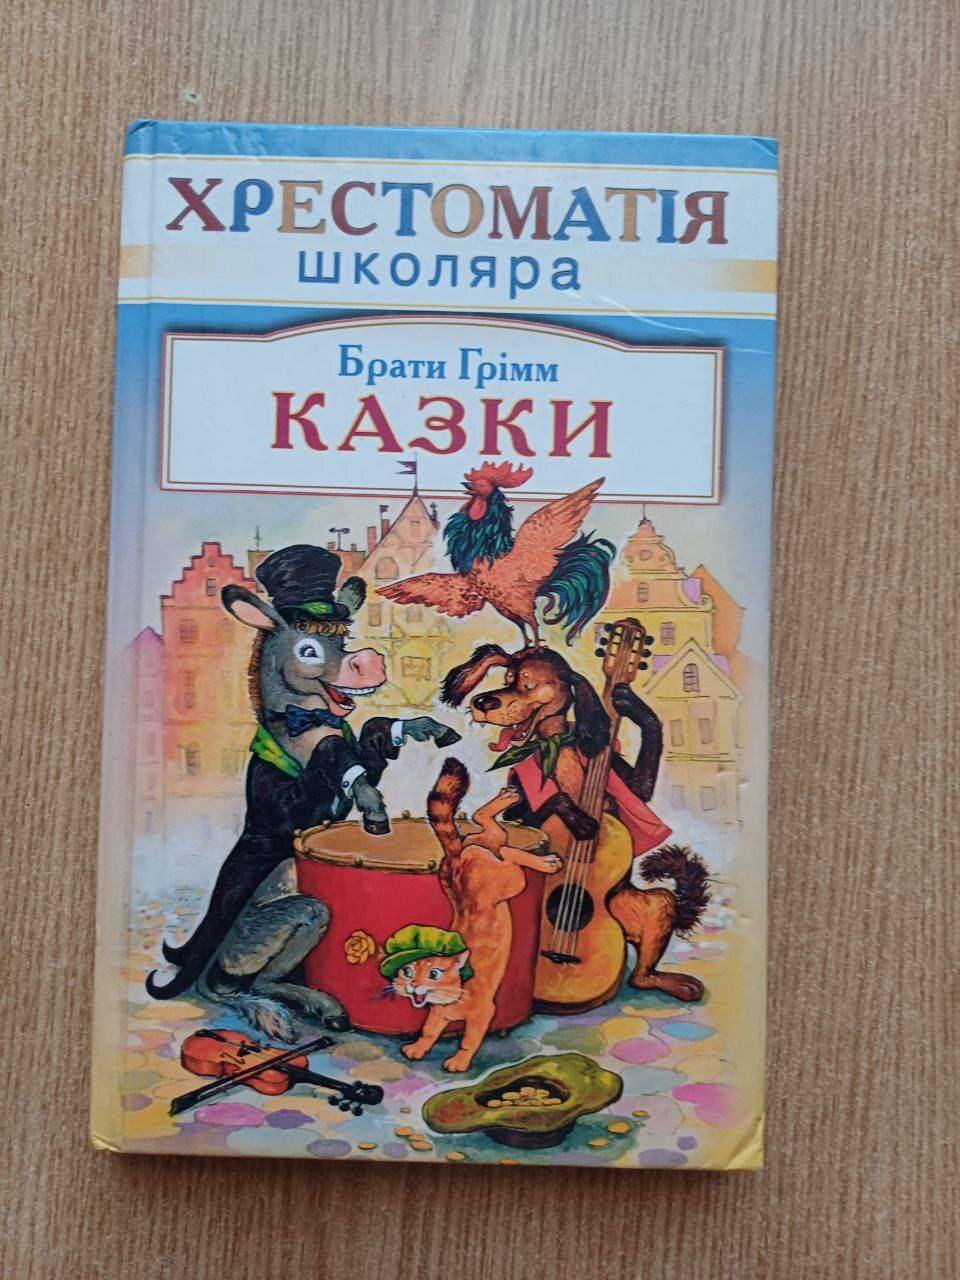 ХРЕСТОМАТІЯ
школяра
Брати Грімм
КАЗКИ